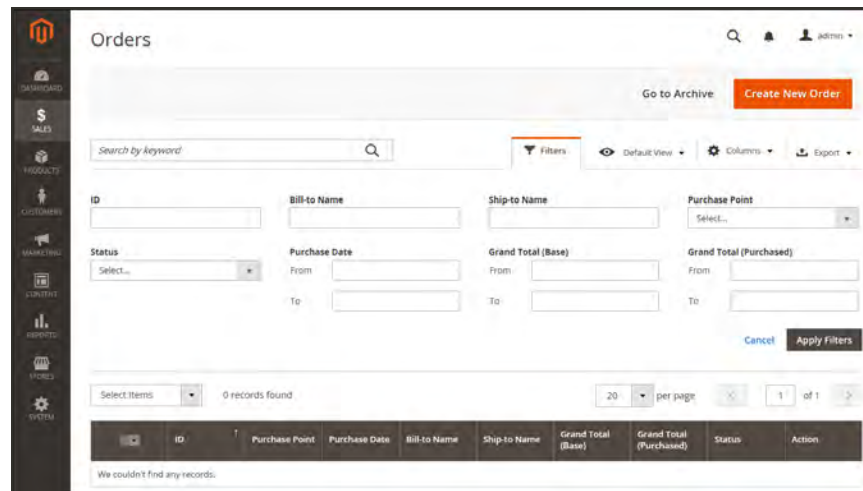 Orders
admin
DASHBOARD
$
SALES
PRODUCTS
CUSTOMERS
MARKETING
CONTENT
REPORTS
STORES
SYSTEM
Go to Archive
Create New Order
Search by keyword
Filters
Default View
Columns
Export
ID
Bill-to Name
Ship-to Name
Purchase Point
Select...
Status
Purchase Date
Grand Total (Base)
Grand Total (Purchased)
Select...
From
From
From
To
To
To
Cancel
Apply Filters
Select Items
0 records found
20
per page
1
of 1
ID
Purchase Point
Purchase Date
Bill-to Name
Ship-to Name
Grand Total (Base)
Grand Total (Purchased)
Status
Action
We couldn't find any records.